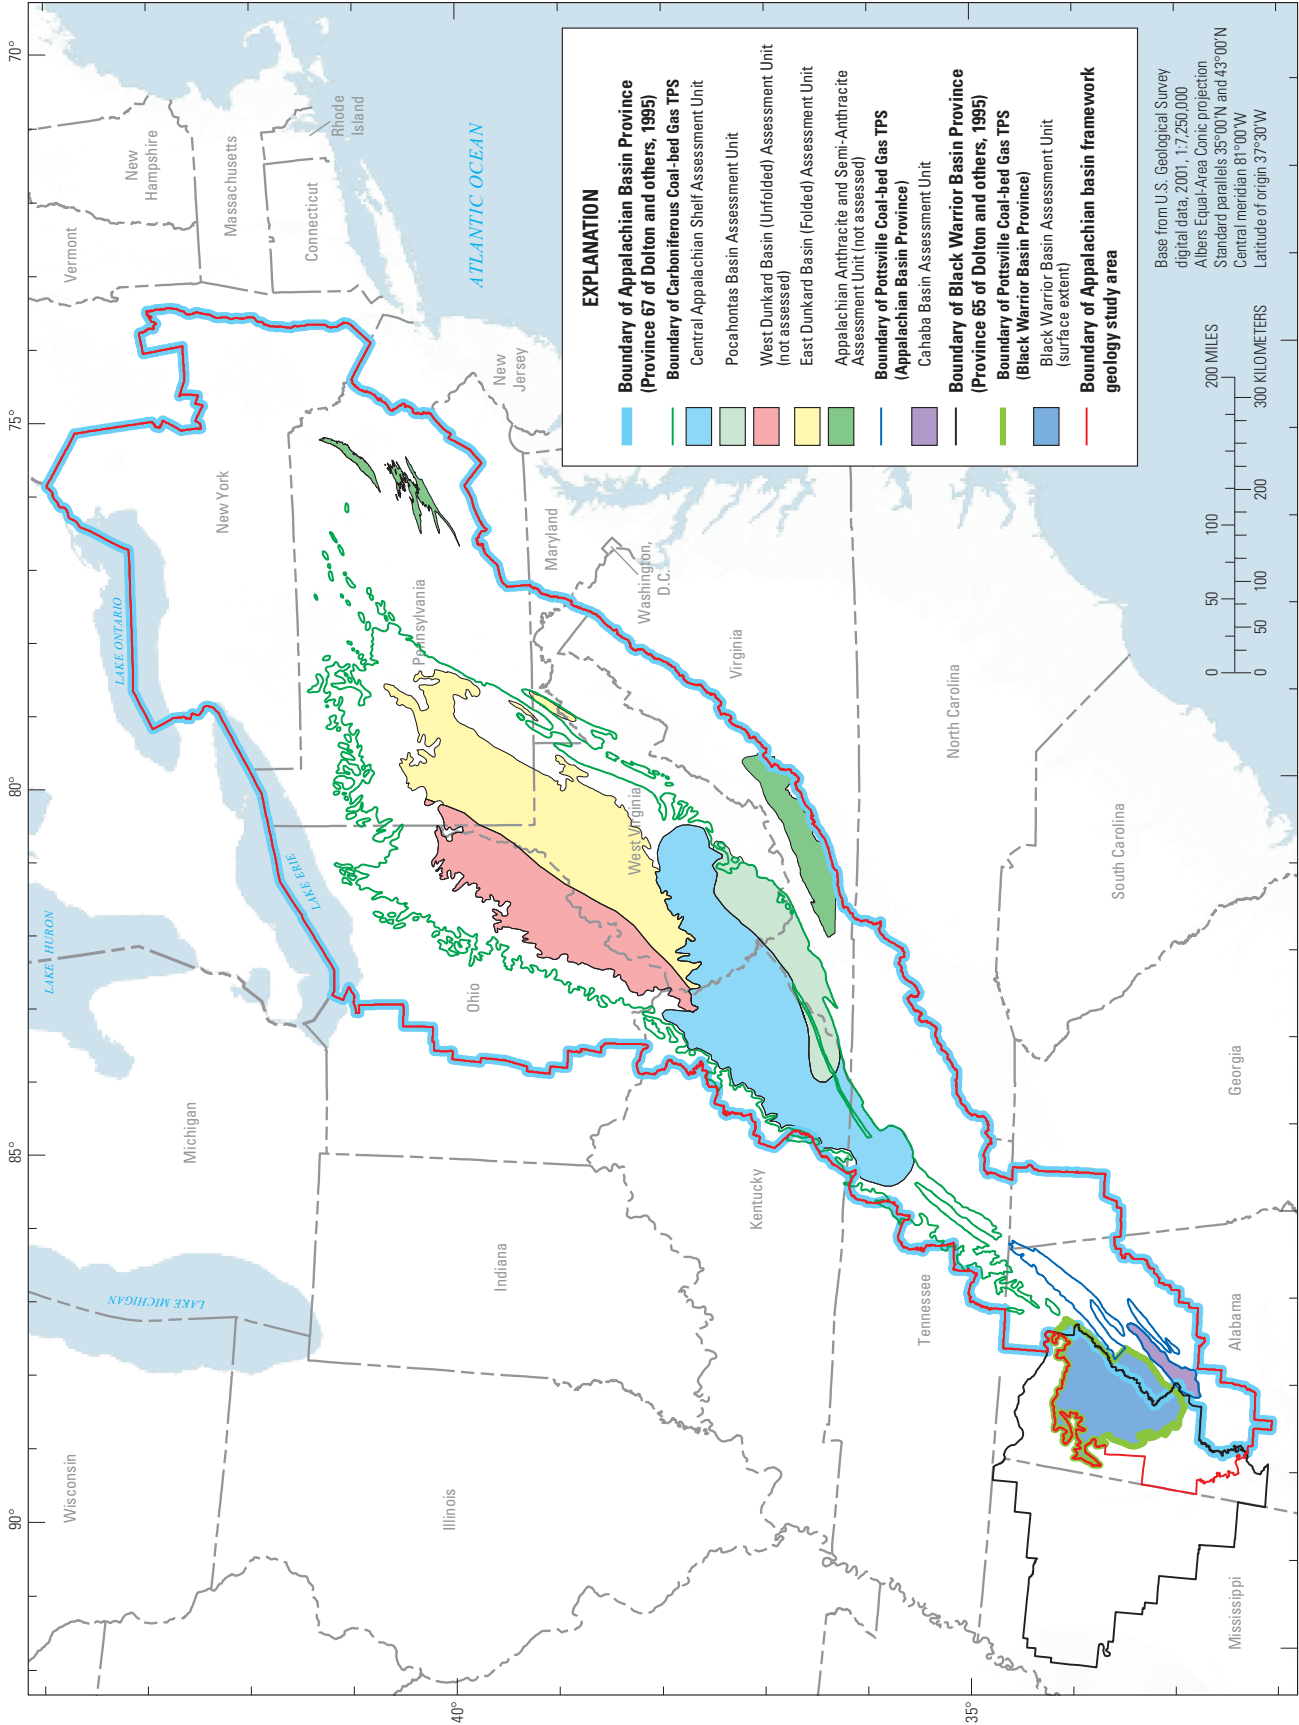 70°
75°
80°
85°
90°
40°
35°
Wisconsin
Michigan
LAKE MICHIGAN
LAKE HURON
LAKE ERIE
LAKE ONTARIO
New York
Vermont
New
Hampshire
Massachusetts
Connecticut
Rhode
Island
New
Jersey
ATLANTIC OCEAN
Illinois
Indiana
Ohio
Pennsylvania
Maryland
Washington,
D.C.
West Virginia
Virginia
Kentucky
Tennessee
North Carolina
South Carolina
Georgia
Alabama
Mississippi
EXPLANATION
Boundary of Appalachian Basin Province
(Province 67 of Dolton and others, 1995)
Boundary of Carboniferous Coal-bed Gas TPS
Central Appalachian Shelf Assessment Unit
Pocahontas Basin Assessment Unit
West Dunkard Basin (Unfolded) Assessment Unit
(not assessed)
East Dunkard Basin (Folded) Assessment Unit
Appalachian Anthracite and Semi-Anthracite
Assessment Unit (not assessed)
Boundary of Pottsville Coal-bed Gas TPS
(Appalachian Basin Province)
Cahaba Basin Assessment Unit
Boundary of Black Warrior Basin Province
(Province 65 of Dolton and others, 1995)
Boundary of Pottsville Coal-bed Gas TPS
(Black Warrior Basin Province)
Black Warrior Basin Assessment Unit
(surface extent)
Boundary of Appalachian basin framework
geology study area
0 50 100 200 MILES
0 50 100 200 300 KILOMETERS
Base from U.S. Geological Survey
digital data, 2001, 1:7,250,000
Albers Equal-Area Conic projection
Standard parallels 35°00'N and 43°00'N
Central meridian 81°00'W
Latitude of origin 37°30'W